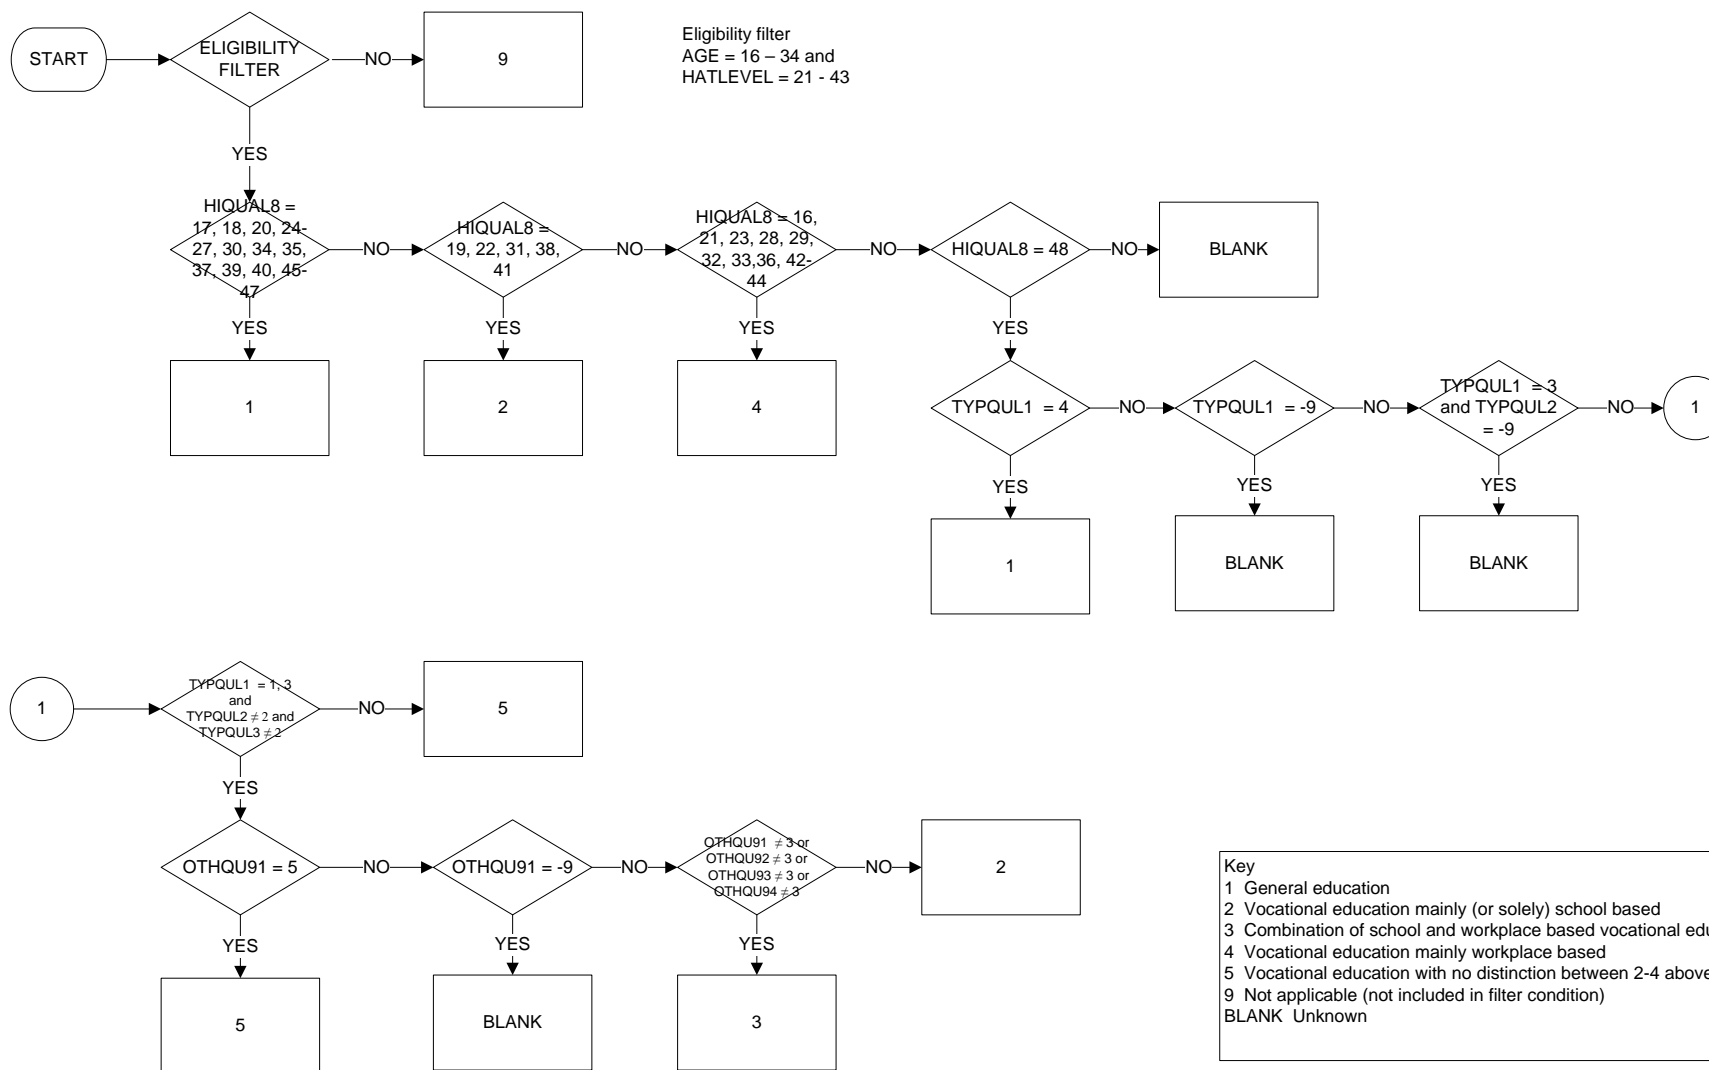 START
ELIGIBILITY
FILTER
NO
9
Eligibility filter
AGE = 16 – 34 and
HATLEVEL = 21 - 43
YES
HIQUAL8 =
17, 18, 20, 24-
27, 30, 34, 35,
37, 39, 40, 45-
47
NO
HIQUAL8 =
19, 22, 31, 38,
41
NO
HIQUAL8 = 16,
21, 23, 28, 29,
32, 33,36, 42-
44
NO
HIQUAL8 = 48
NO
BLANK
YES
YES
YES
YES
1
2
4
TYPQUL1 = 4
NO
TYPQUL1 = -9
NO
TYPQUL1 = 3
and TYPQUL2
= -9
NO
1
YES
YES
YES
1
BLANK
BLANK
1
TYPQUL1 = 1, 3
and
TYPQUL2 ≠ 2 and
TYPQUL3 ≠ 2
NO
5
YES
OTHQU91 = 5
NO
OTHQU91 = -9
NO
OTHQU91 ≠ 3 or
OTHQU92 ≠ 3 or
OTHQU93 ≠ 3 or
OTHQU94 ≠ 3
NO
2
YES
YES
YES
5
BLANK
3
Key
1 General education
2 Vocational education mainly (or solely) school based
3 Combination of school and workplace based vocational edu
4 Vocational education mainly workplace based
5 Vocational education with no distinction between 2-4 above
9 Not applicable (not included in filter condition)
BLANK Unknown